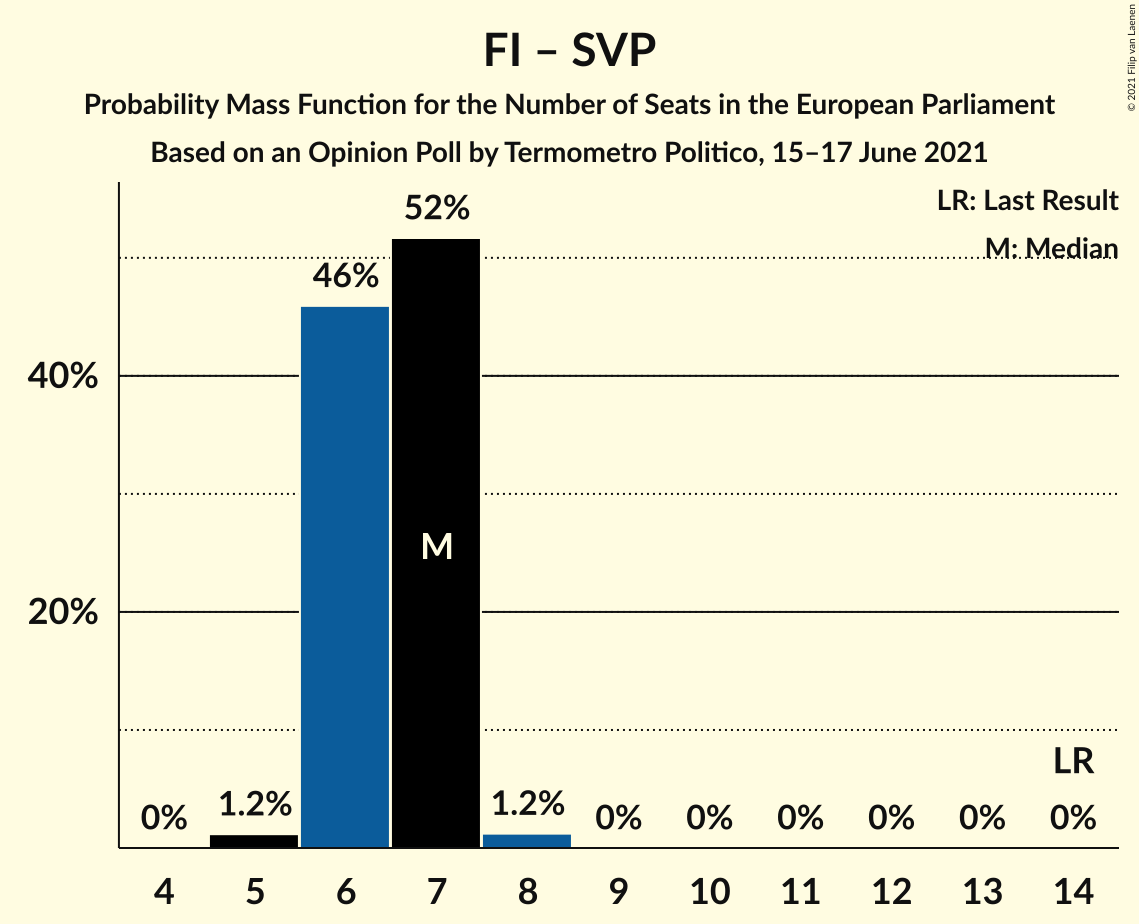 FI – SVP
Probability Mass Function for the Number of Seats in the European Parliament
Based on an Opinion Poll by Termometro Politico, 15–17 June 2021
© 2021 Filip van Laenen
LR: Last Result
M: Median
52%
46%
40%
M
20%
LR
0% 1.2% 1.2% 0% 0% 0% 0% 0% 0%
4 5 6 7 8 9 10 11 12 13 14